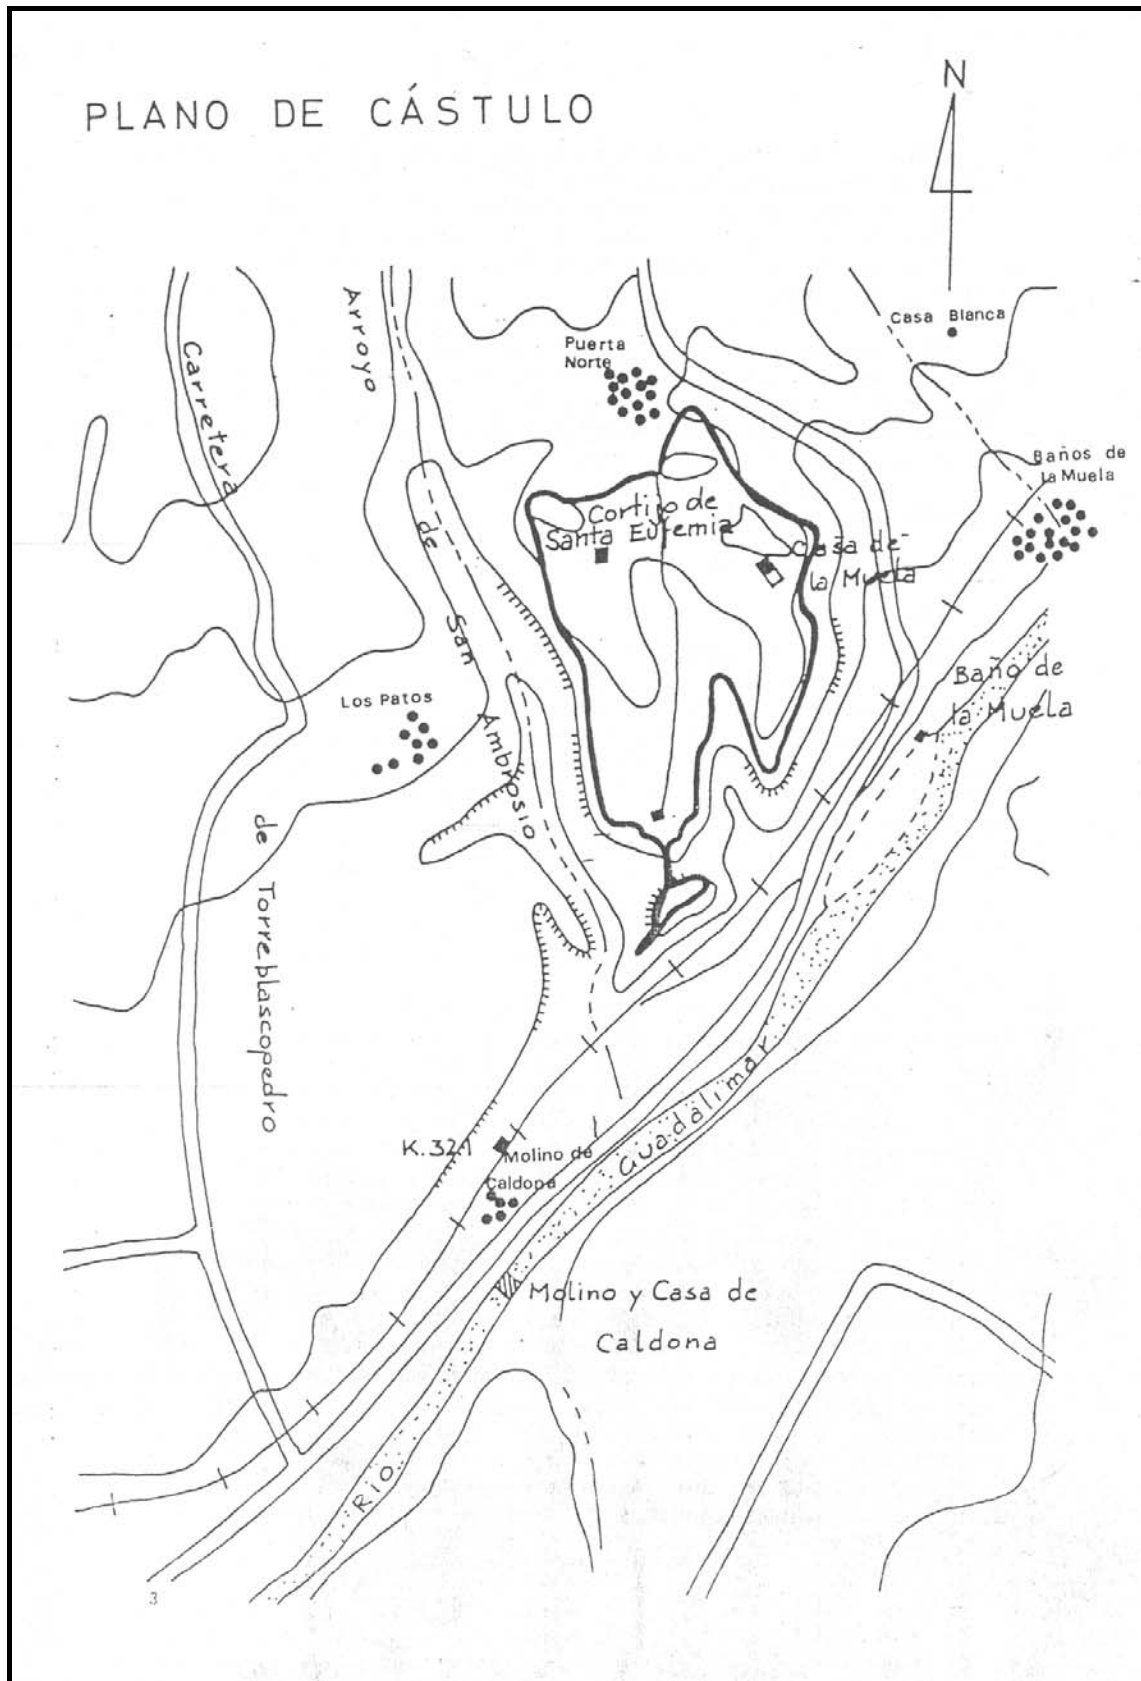 PLANO DE CÁSTULO
N
Casa Blanca
Puerta
Norte
Arroyo
de
San
Ambrosio
Carretera
de
Torreblascopedro
Baños de
la Muela
Cortijo de
Santa Eufemia
Casa de
la Muela
Los Patos
Baño de
la Muela
K.321
Molino de
Caldona
RIO
Guadalimar
Molino y Casa de
Caldona
3